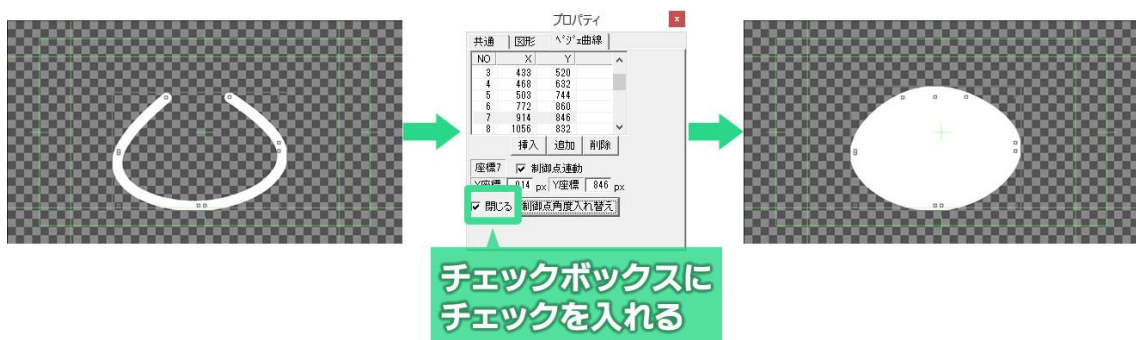 プロパティ
x
共通 図形 ベジェ曲線
NO X Y
3 433 520
4 468 632
5 503 744
6 772 860
7 914 846
8 1056 832
挿入 追加 削除
座標7 制御点連動
914 px Y座標 846 px
閉じる 制御点角度入れ替え
チェックボックスに
チェックを入れる